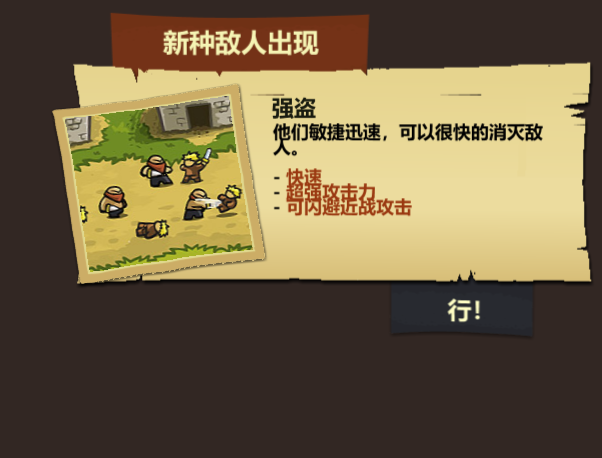 新种敌人出现
强盗
他们敏捷迅速，可以很快的消灭敌
人。
- 快速
- 超强攻击力
- 可闪避近战攻击
行!